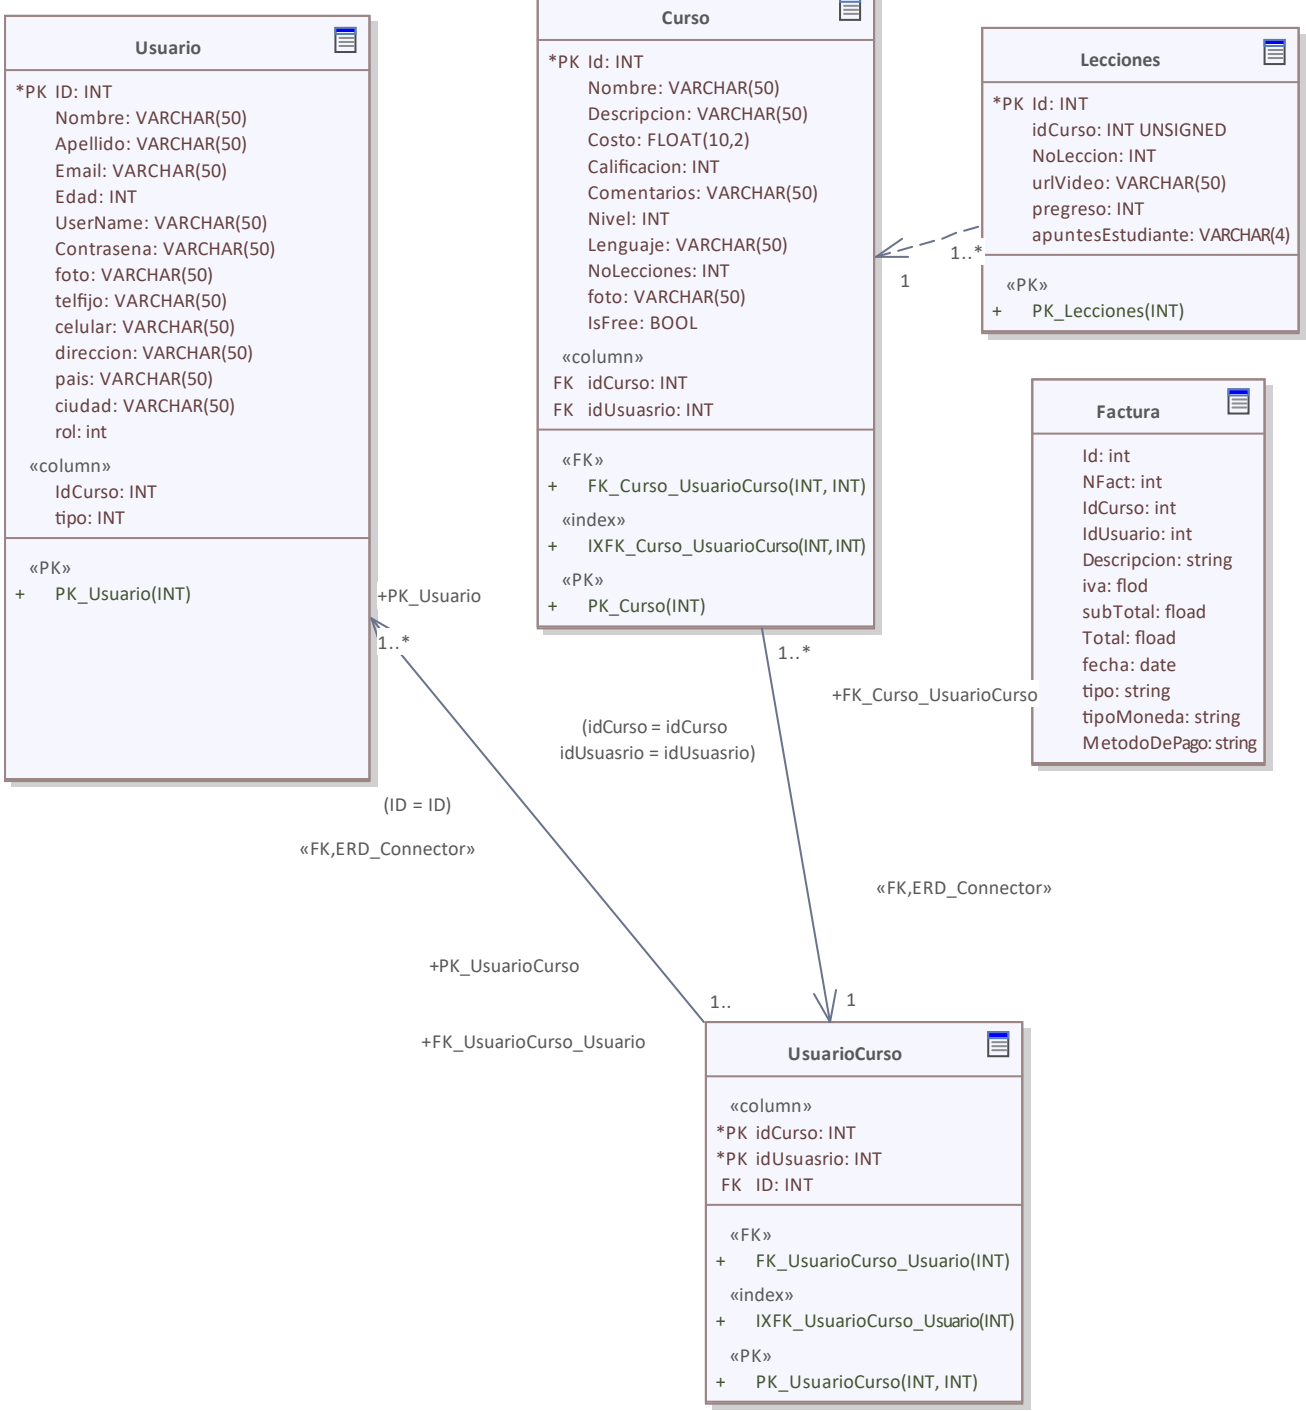 Usuario
*PK ID: INT
Nombre: VARCHAR(50)
Apellido: VARCHAR(50)
Email: VARCHAR(50)
Edad: INT
UserName: VARCHAR(50)
Contrasena: VARCHAR(50)
foto: VARCHAR(50)
telfijo: VARCHAR(50)
celular: VARCHAR(50)
direccion: VARCHAR(50)
pais: VARCHAR(50)
ciudad: VARCHAR(50)
rol: int
«column»
IdCurso: INT
tipo: INT
«PK»
+ PK_Usuario(INT)
Curso
*PK Id: INT
Nombre: VARCHAR(50)
Descripcion: VARCHAR(50)
Costo: FLOAT(10,2)
Calificacion: INT
Comentarios: VARCHAR(50)
Nivel: INT
Lenguaje: VARCHAR(50)
NoLecciones: INT
foto: VARCHAR(50)
IsFree: BOOL
«column»
FK idCurso: INT
FK idUsuasrio: INT
«FK»
+ FK_Curso_UsuarioCurso(INT, INT)
«index»
+ IXFK_Curso_UsuarioCurso(INT, INT)
«PK»
+ PK_Curso(INT)
Lecciones
*PK Id: INT
idCurso: INT UNSIGNED
NoLeccion: INT
urlVideo: VARCHAR(50)
pregreso: INT
apuntesEstudiante: VARCHAR(4)
«PK»
+ PK_Lecciones(INT)
1..*
1
Factura
Id: int
NFact: int
IdCurso: int
IdUsuario: int
Descripcion: string
iva: flod
subTotal: fload
Total: fload
fecha: date
tipo: string
tipoMoneda: string
MetodoDePago: string
+PK_Usuario
1..*
1..*
+FK_Curso_UsuarioCurso
(idCurso = idCurso
idUsuasrio = idUsuasrio)
(ID = ID)
«FK,ERD_Connector»
«FK,ERD_Connector»
+PK_UsuarioCurso
1..
1
+FK_UsuarioCurso_Usuario
UsuarioCurso
«column»
*PK idCurso: INT
*PK idUsuasrio: INT
FK ID: INT
«FK»
+ FK_UsuarioCurso_Usuario(INT)
«index»
+ IXFK_UsuarioCurso_Usuario(INT)
«PK»
+ PK_UsuarioCurso(INT, INT)